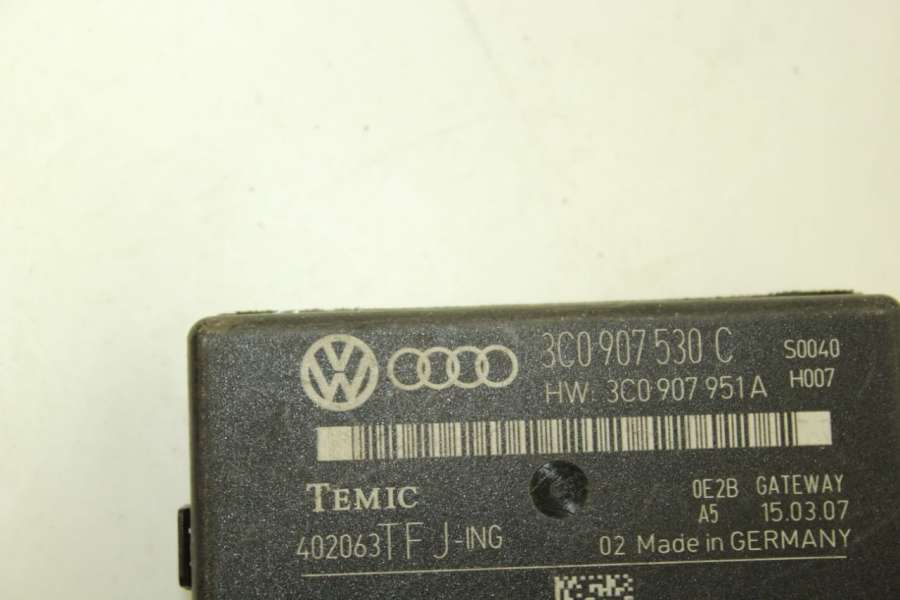 3C0 907 530 C S0040
HW: 3C0 907 951 A H007
TEMIC 0E2B GATEWAY
A5 15.03.07
402063TFJ-ING 02 Made in GERMANY